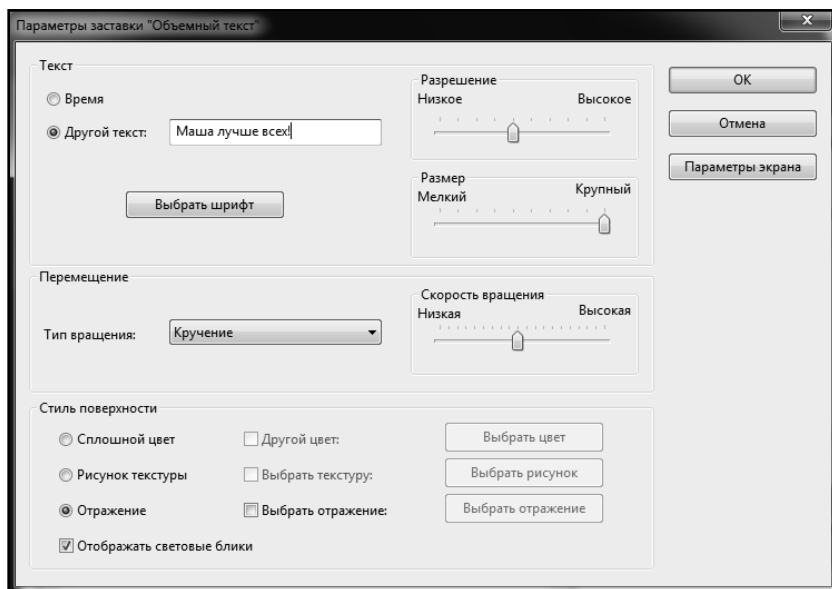 Параметры заставки "Объемный текст"
Текст
Время
Другой текст: Маша лучше всех!
Выбрать шрифт
Разрешение
Низкое Высокое
Размер
Мелкий Крупный
OK
Отмена
Параметры экрана
Перемещение
Тип вращения: Кручение
Скорость вращения
Низкая Высокая
Стиль поверхности
Сплошной цвет Другой цвет: Выбрать цвет
Рисунок текстуры Выбрать текстуру: Выбрать рисунок
Отражение Выбрать отражение: Выбрать отражение
Отображать световые блики